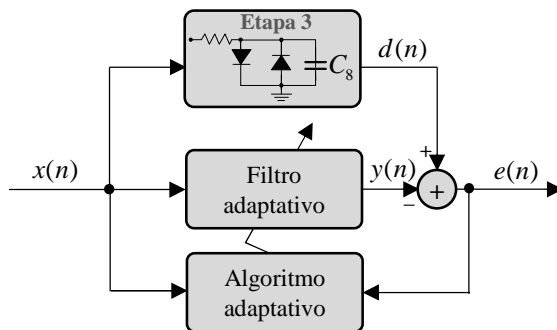 Etapa 3
C₈
d(n)
+
x(n)
Filtro
adaptativo
y(n)
−
+
e(n)
Algoritmo
adaptativo